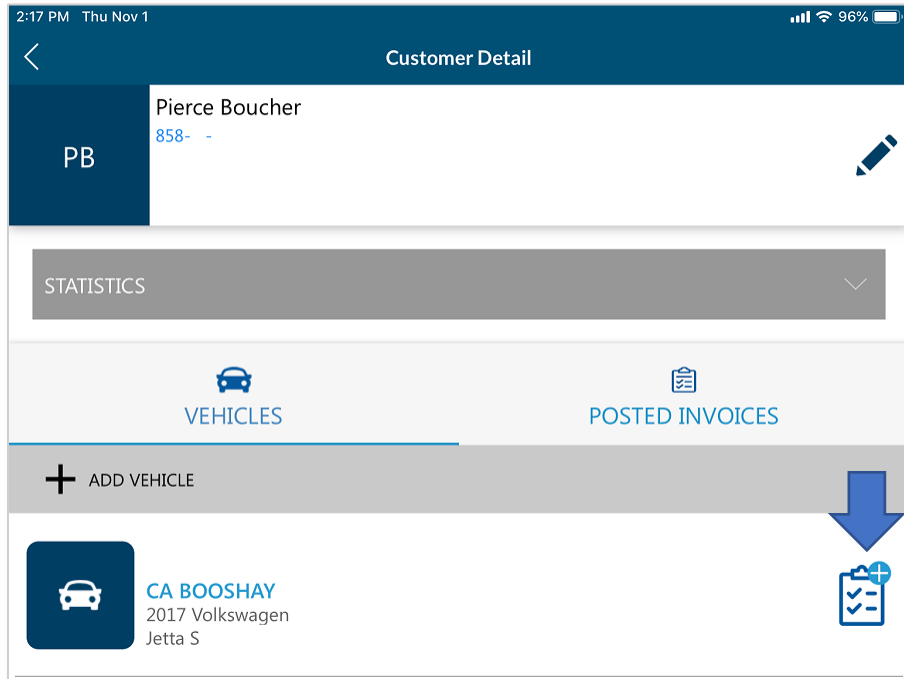 2:17 PM Thu Nov 1 96%
Customer Detail
Pierce Boucher
858- -
PB
STATISTICS
VEHICLES POSTED INVOICES
ADD VEHICLE
CA BOOSHAY
2017 Volkswagen
Jetta S